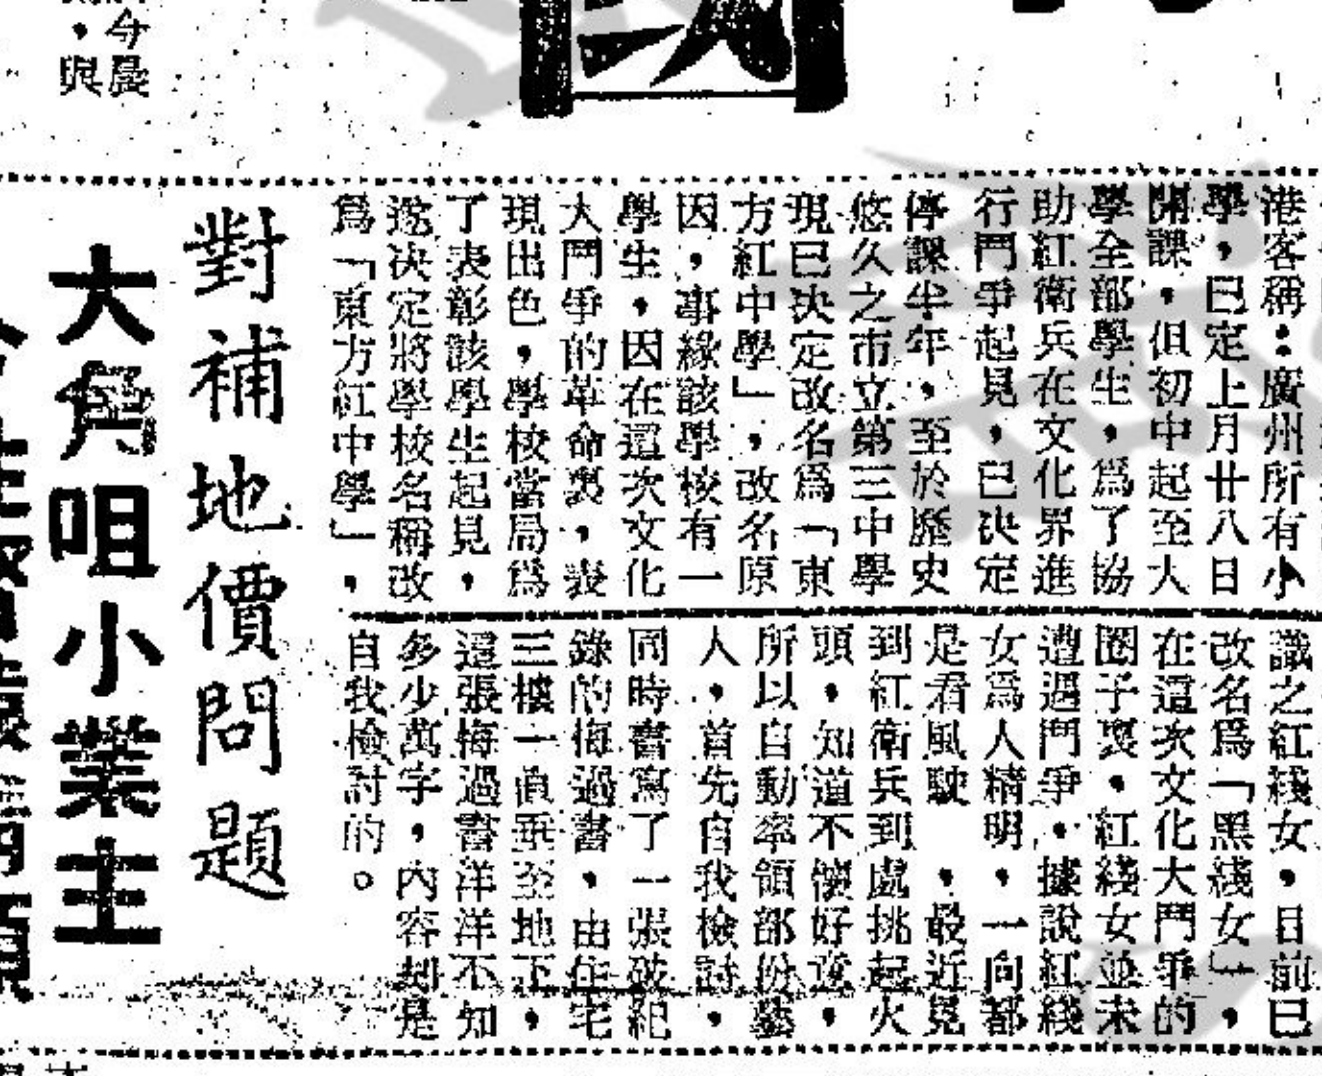 港客稱：廣州所有小
學，已定上月廿八日
開課，但初中起至大
學全部學生，爲了協
助紅衛兵在文化界進
行鬥爭起見，已決定
停課半年，至於歷史
悠久之市立第三中學
現已決定改名爲「東
方紅中學」，改名原
因，事緣該學校有一
學生，因在這次文化
大鬥爭的革命裏，表
現出色，學校當局爲
了表彰該學生起見，
遂決定將學校名稱改
爲「東方紅中學」，
識之紅綫女，日前已
改名爲「黑綫女」，
在這次文化大鬥爭的
圈子裏，紅綫女並未
遭遇鬥爭，據說紅綫
女爲人精明，一向都
是看風駛，最近見
到紅衛兵到處挑起火
頭，知道不懷好意，
所以自動率領部份藝
人，首先自我檢討，
同時書寫了一張破紀
錄的悔過書，由住宅
三樓一直垂至地下，
這張悔過書洋洋不知
多少萬字，內容則是
自我檢討的。
對補地價問題
大角咀小業主
今晨
，與